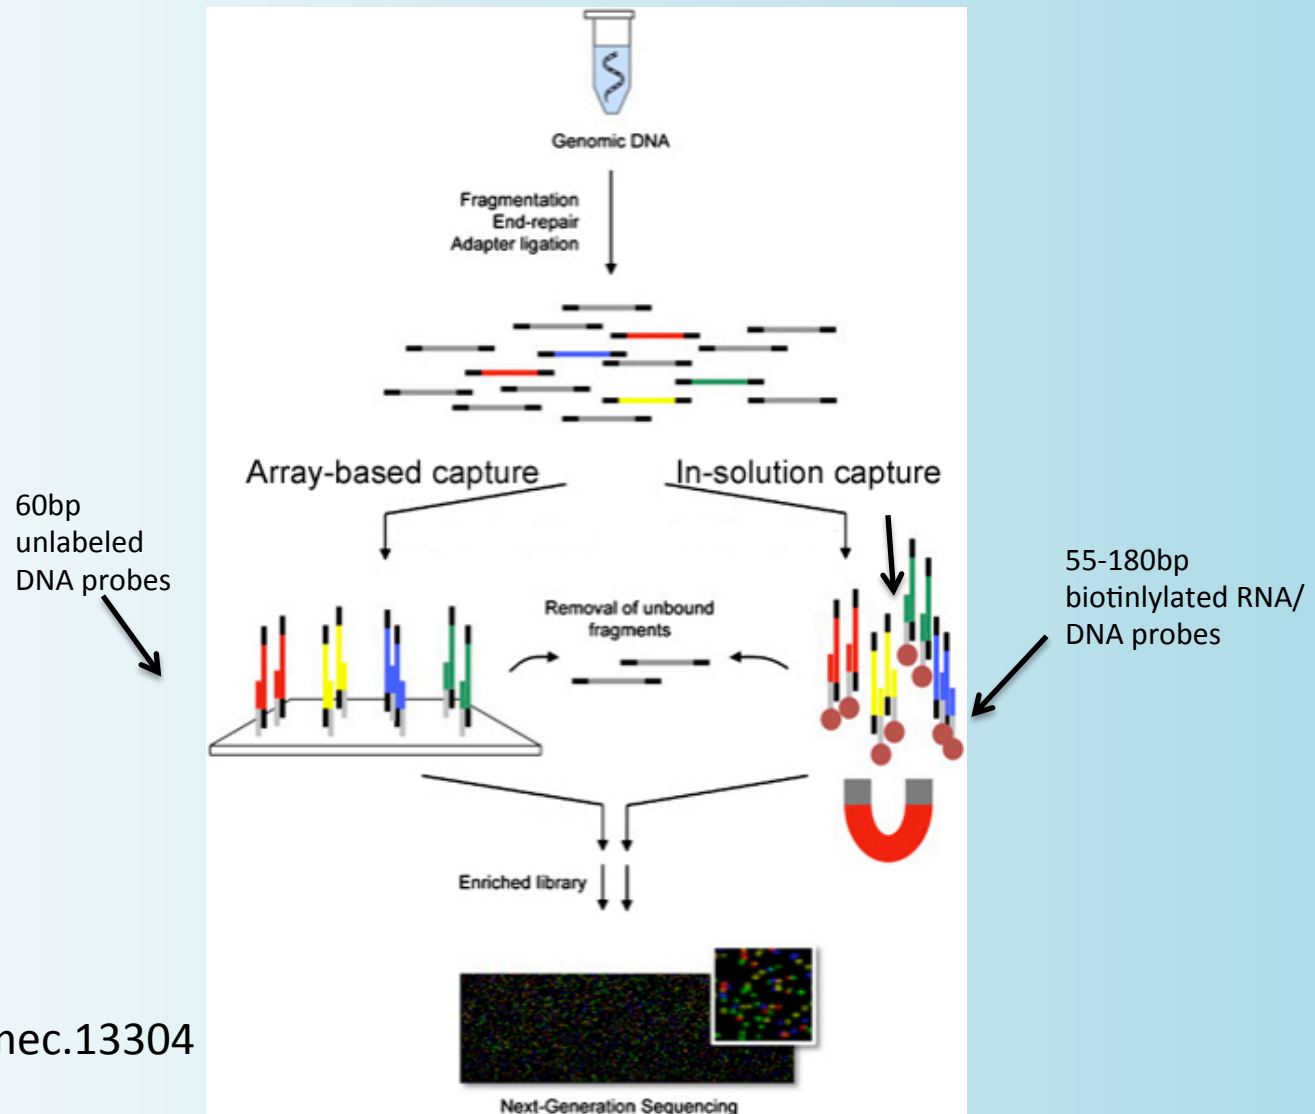 Genomic DNA
Fragmentation
End-repair
Adapter ligation
Array-based capture
In-solution capture
60bp
unlabeled
DNA probes
55-180bp
biotinlylated RNA/
DNA probes
Removal of unbound
fragments
Enriched library
nec.13304
Next-Generation Sequencing